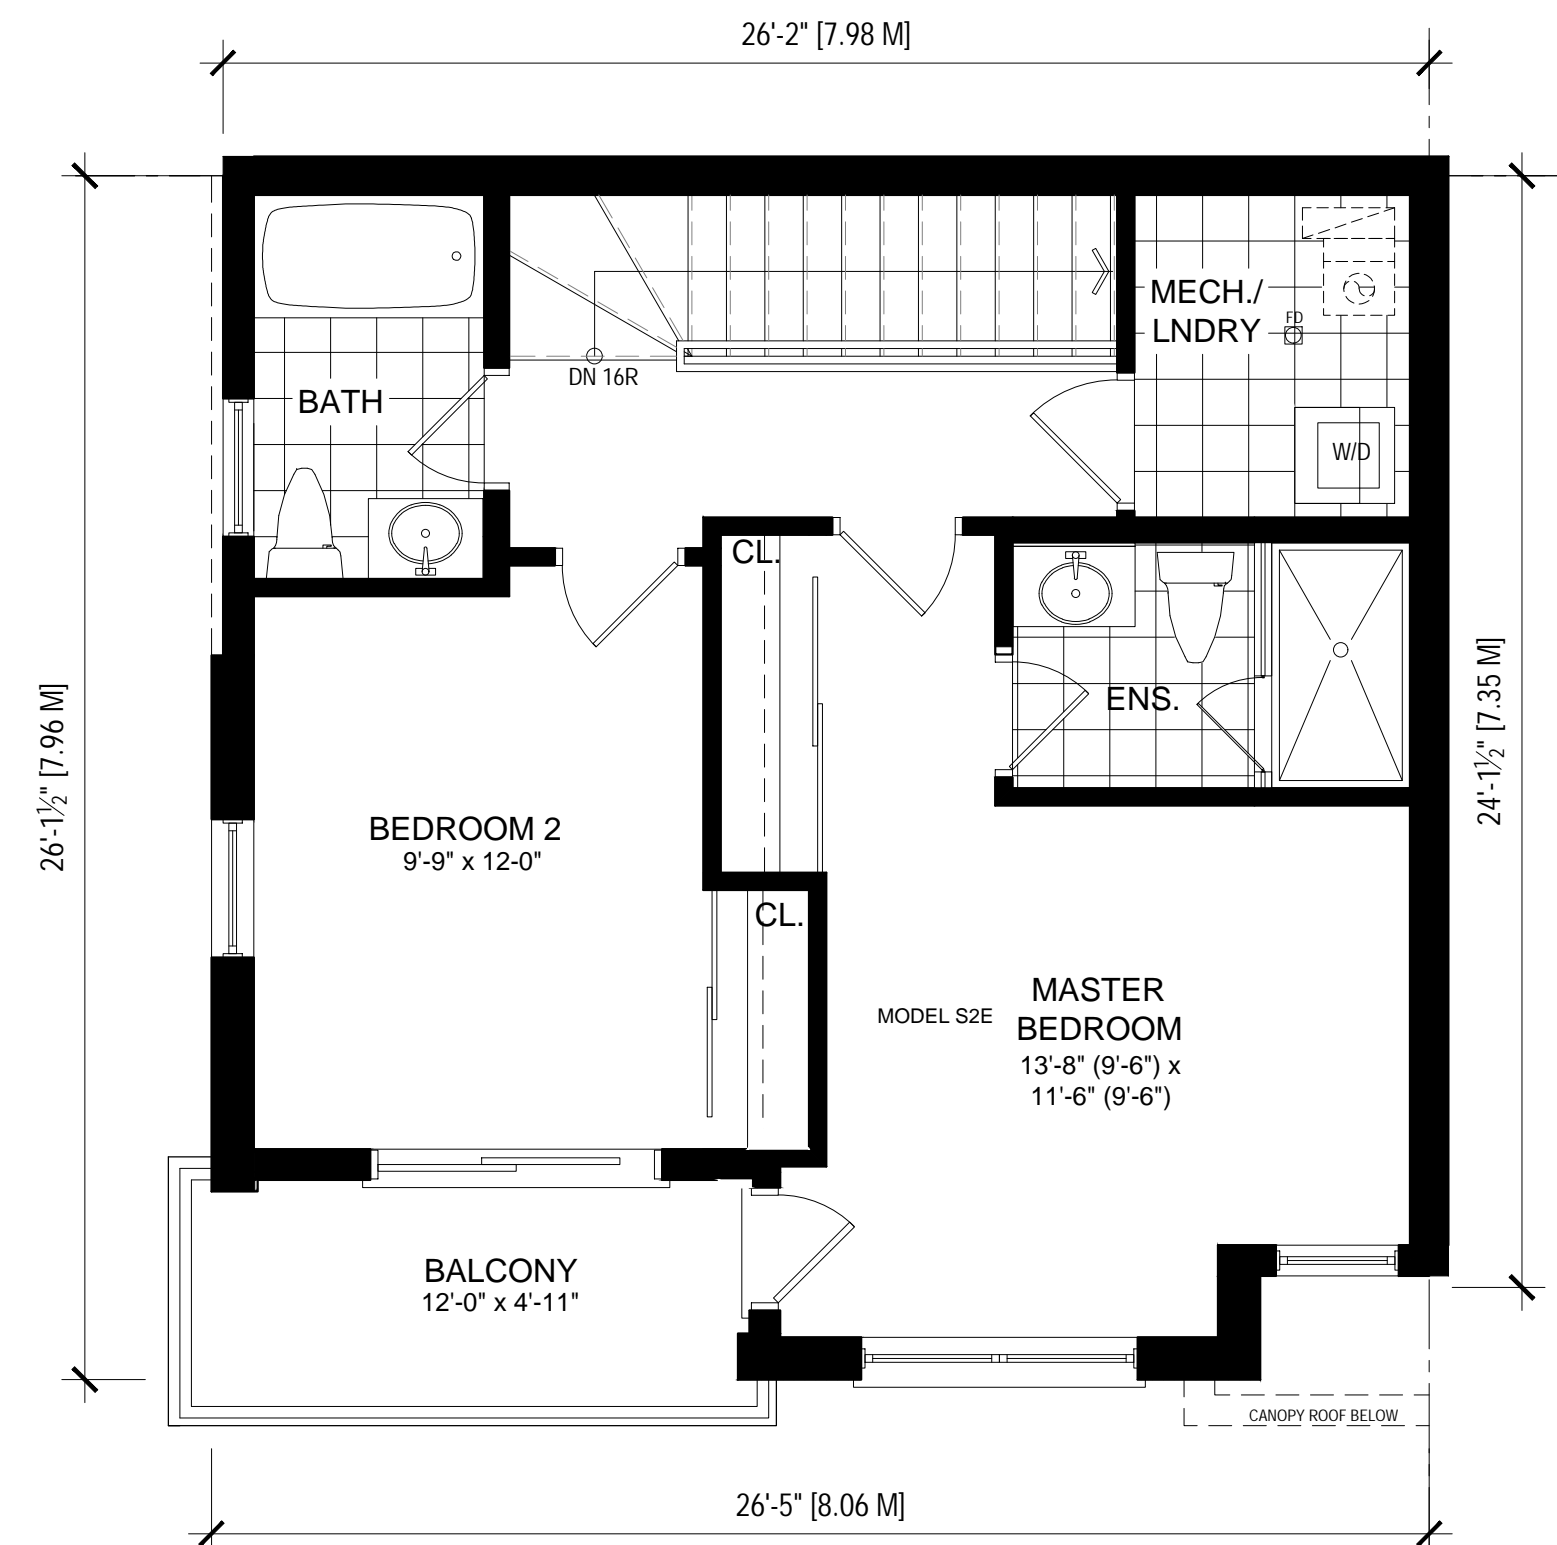 26'-2" [7.98 M]
MECH./
LNDRY
FD
DN 16R
BATH
W/D
CL.
ENS.
26'-1½" [7.96 M]
24'-1½" [7.35 M]
BEDROOM 2
9'-9" x 12-0"
CL.
MASTER
BEDROOM
MODEL S2E
13'-8" (9'-6") x
11'-6" (9'-6")
BALCONY
12'-0" x 4'-11"
CANOPY ROOF BELOW
26'-5" [8.06 M]